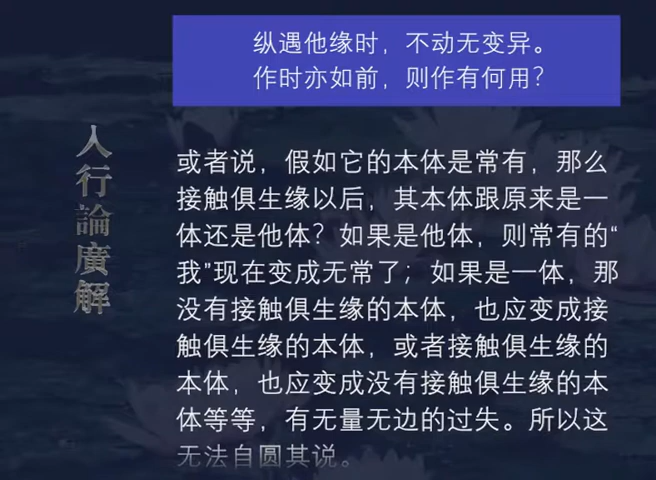 纵遇他缘时，不动无变异。
作时亦如前，则作有何用？
入行論廣解
或者说，假如它的本体是常有，那么
接触俱生缘以后，其本体跟原来是一
体还是他体？如果是他体，则常有的“
我”现在变成无常了；如果是一体，那
没有接触俱生缘的本体，也应变成接
触俱生缘的本体，或者接触俱生缘的
本体，也应变成没有接触俱生缘的本
体等等，有无量无边的过失。所以这
无法自圆其说。